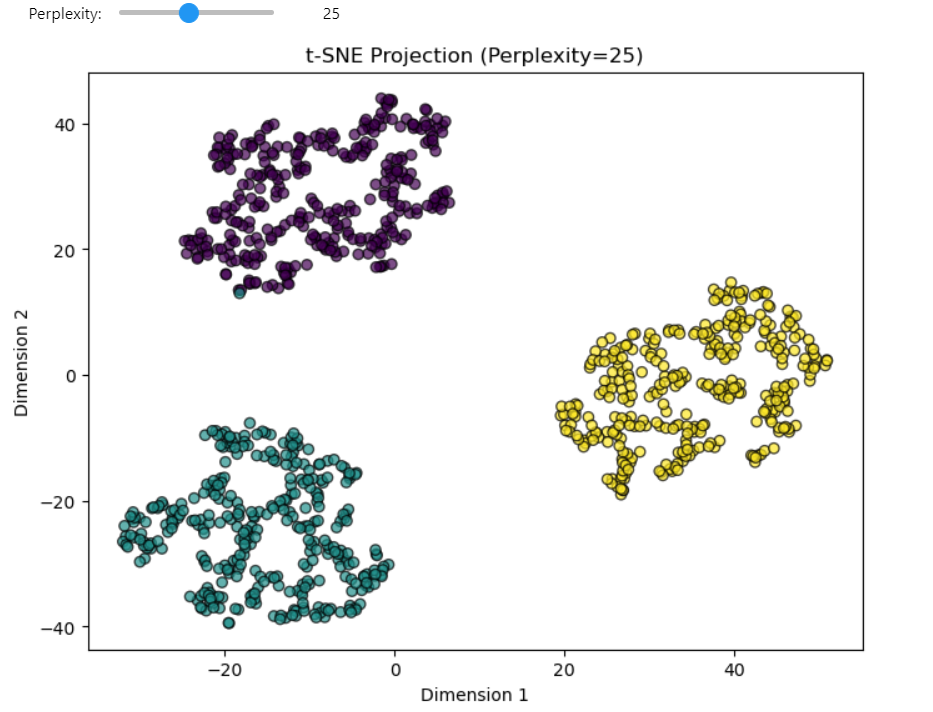 Perplexity: 25
t-SNE Projection (Perplexity=25)
40
20
0
−20
−40
Dimension 2
−20 0 20 40
Dimension 1